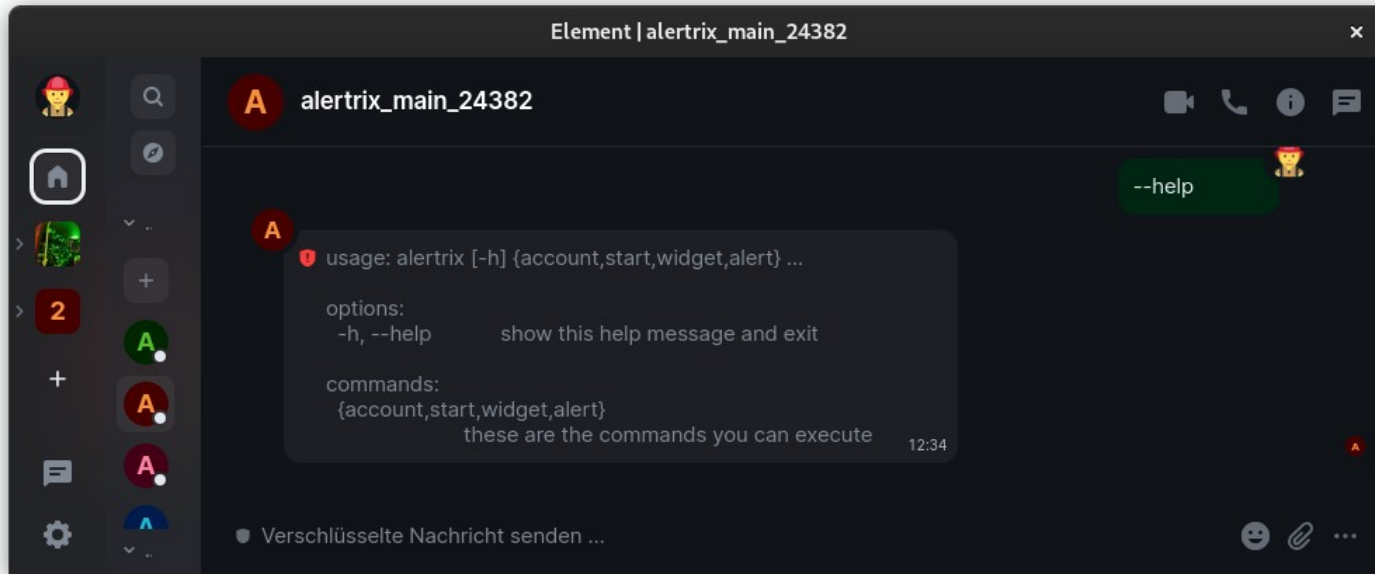 Element | alertrix_main_24382
A
alertrix_main_24382
--help
A
usage: alertrix [-h] {account,start,widget,alert} ...
options:
-h, --help show this help message and exit
commands:
{account,start,widget,alert}
these are the commands you can execute
12:34
..
2
A
A
A
A
..
A
Verschlüsselte Nachricht senden ...